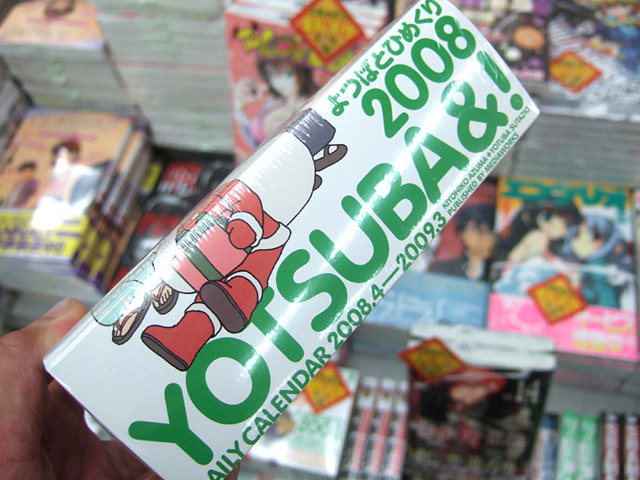 よつばとひめくり
2008
YOTSUBA&!
AILY CALENDAR 2008.4—2009.3
KIYOHIKO AZUMA ©YOTUBA SUTAZIO
PUBLISHED BY MEDIAWORKS